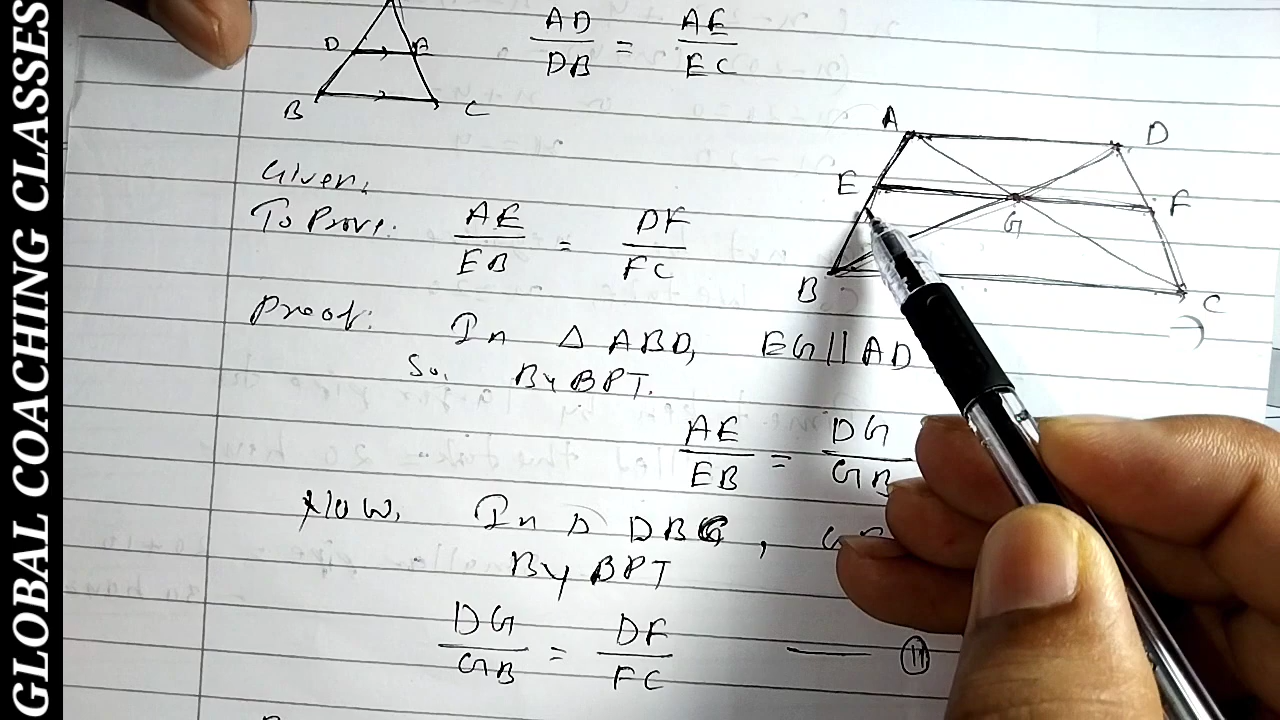 GLOBAL COACHING CLASSES
D E
B C
AD/DB = AE/EC
A D
E F
G
B C
Given,
To Prove: AE/EB = DF/FC
Proof: In Δ ABD, EG || AD
So, By BPT.
AE/EB = DG/GB
Now, In Δ DBC,
By BPT
DG/GB = DF/FC